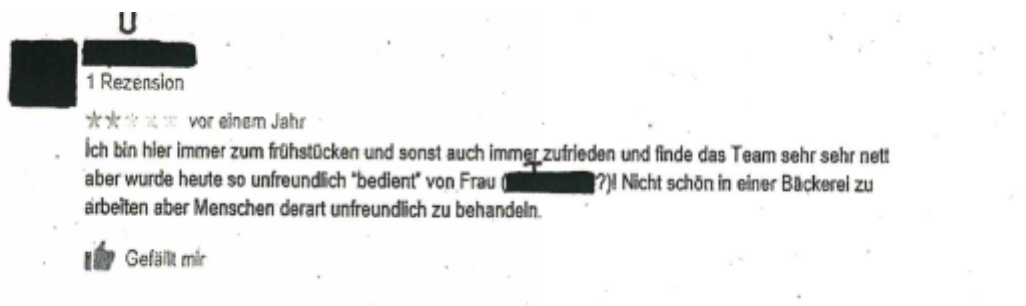 U
1 Rezension
vor einem Jahr
Ich bin hier immer zum frühstücken und sonst auch immer zufrieden und finde das Team sehr sehr nett
aber wurde heute so unfreundlich "bedient" von Frau ( ?)! Nicht schön in einer Bäckerei zu
arbeiten aber Menschen derart unfreundlich zu behandeln.
Gefällt mir